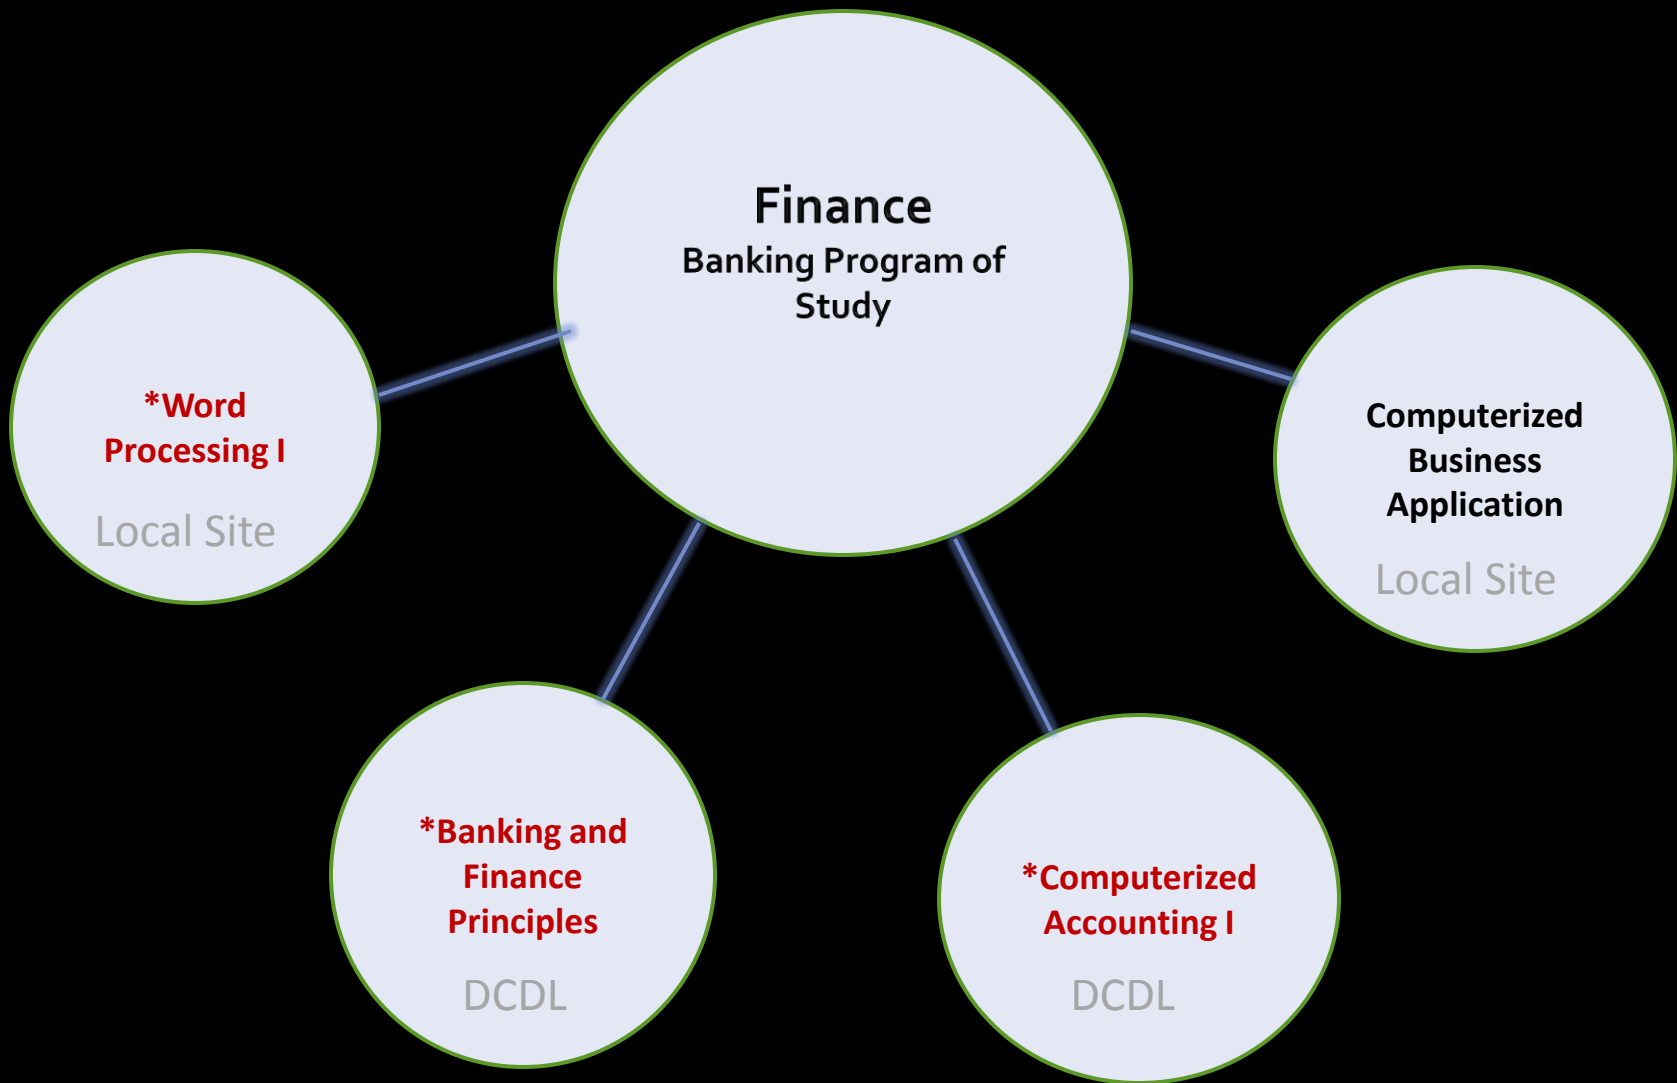 Finance
Banking Program of
Study
*Word
Processing I
Local Site
Computerized
Business
Application
Local Site
*Banking and
Finance
Principles
DCDL
*Computerized
Accounting I
DCDL